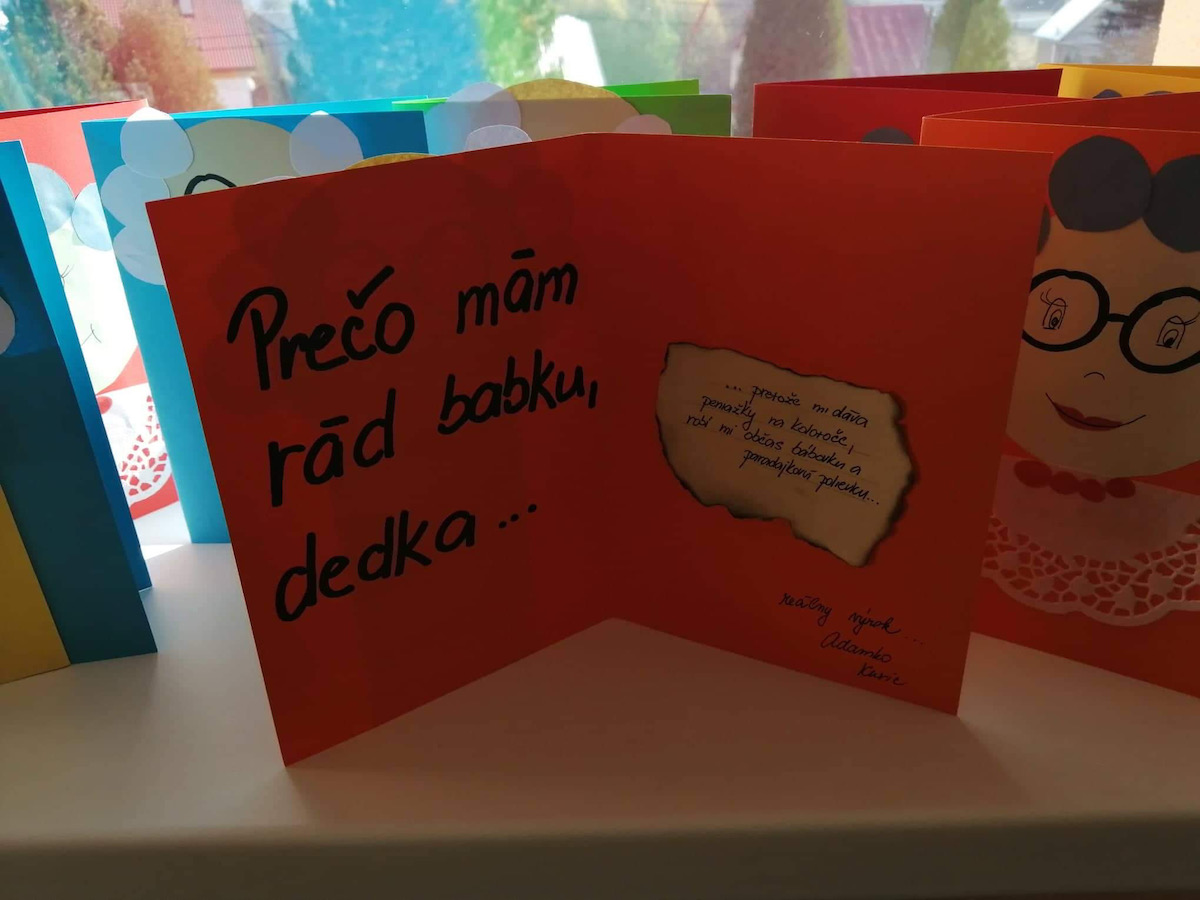 Prečo mám
rád babku,
dedka...
... pretože mi dáva
peniažky na kolotoče,
robí mi občas bábovku a
paradajkovú polievku...
reálny výrok...
Adamko